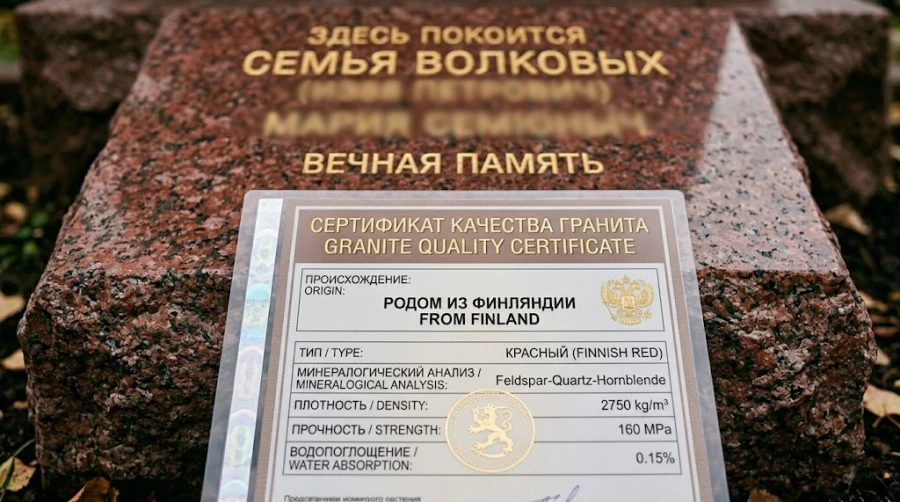 ЗДЕСЬ ПОКОИТСЯ
СЕМЬЯ ВОЛКОВЫХ
ВЕЧНАЯ ПАМЯТЬ
СЕРТИФИКАТ КАЧЕСТВА ГРАНИТА
GRANITE QUALITY CERTIFICATE
ПРОИСХОЖДЕНИЕ:
ORIGIN:
РОДОМ ИЗ ФИНЛЯНДИИ
FROM FINLAND
ТИП / TYPE: КРАСНЫЙ (FINNISH RED)
МИНЕРАЛОГИЧЕСКИЙ АНАЛИЗ /
MINERALOGICAL ANALYSIS: Feldspar-Quartz-Hornblende
ПЛОТНОСТЬ / DENSITY: 2750 kg/m³
ПРОЧНОСТЬ / STRENGTH: 160 MPa
ВОДОПОГЛОЩЕНИЕ /
WATER ABSORPTION: 0.15%